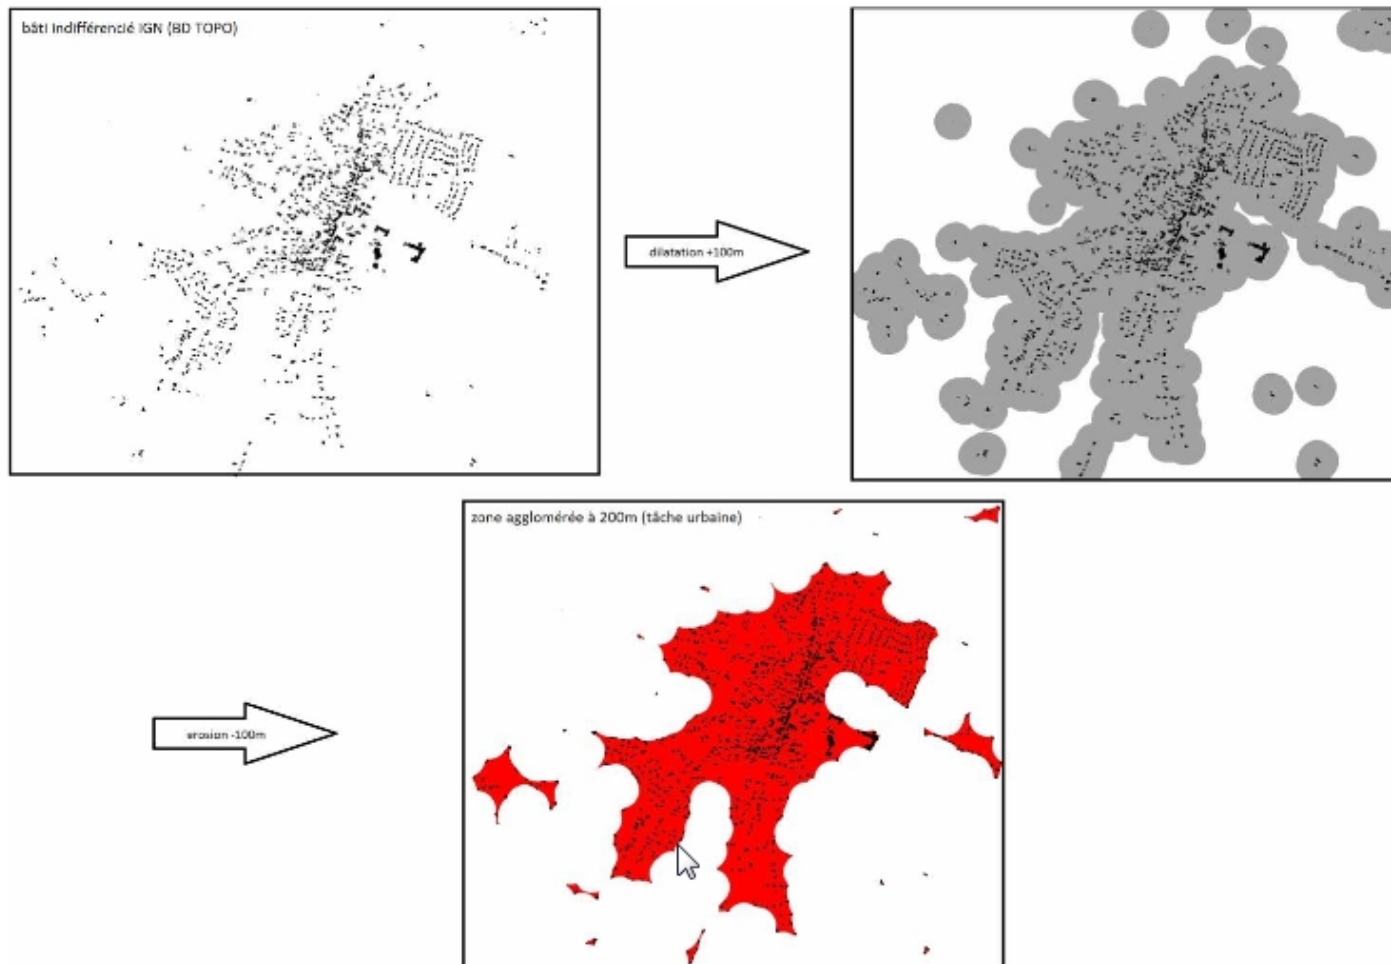 bâti indifférencié IGN (BD TOPO)
dilatation +100m
zone agglomérée à 200m (tâche urbaine)
erosion -100m